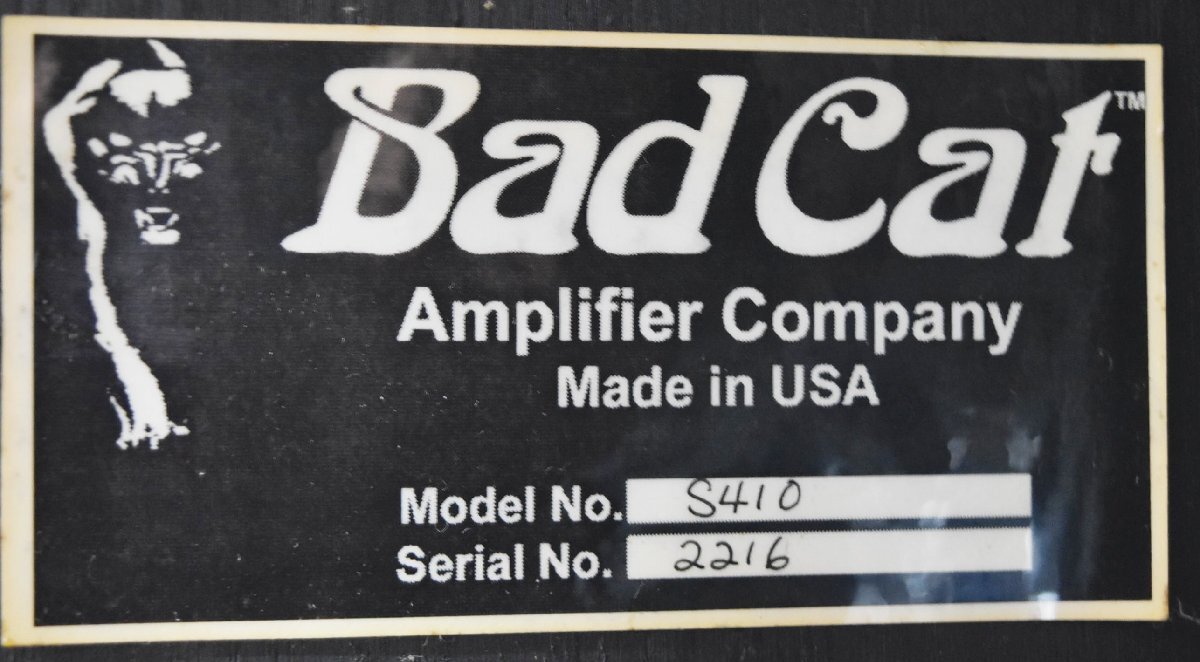 Bad Cat™
Amplifier Company
Made in USA
Model No. S410
Serial No. 2216